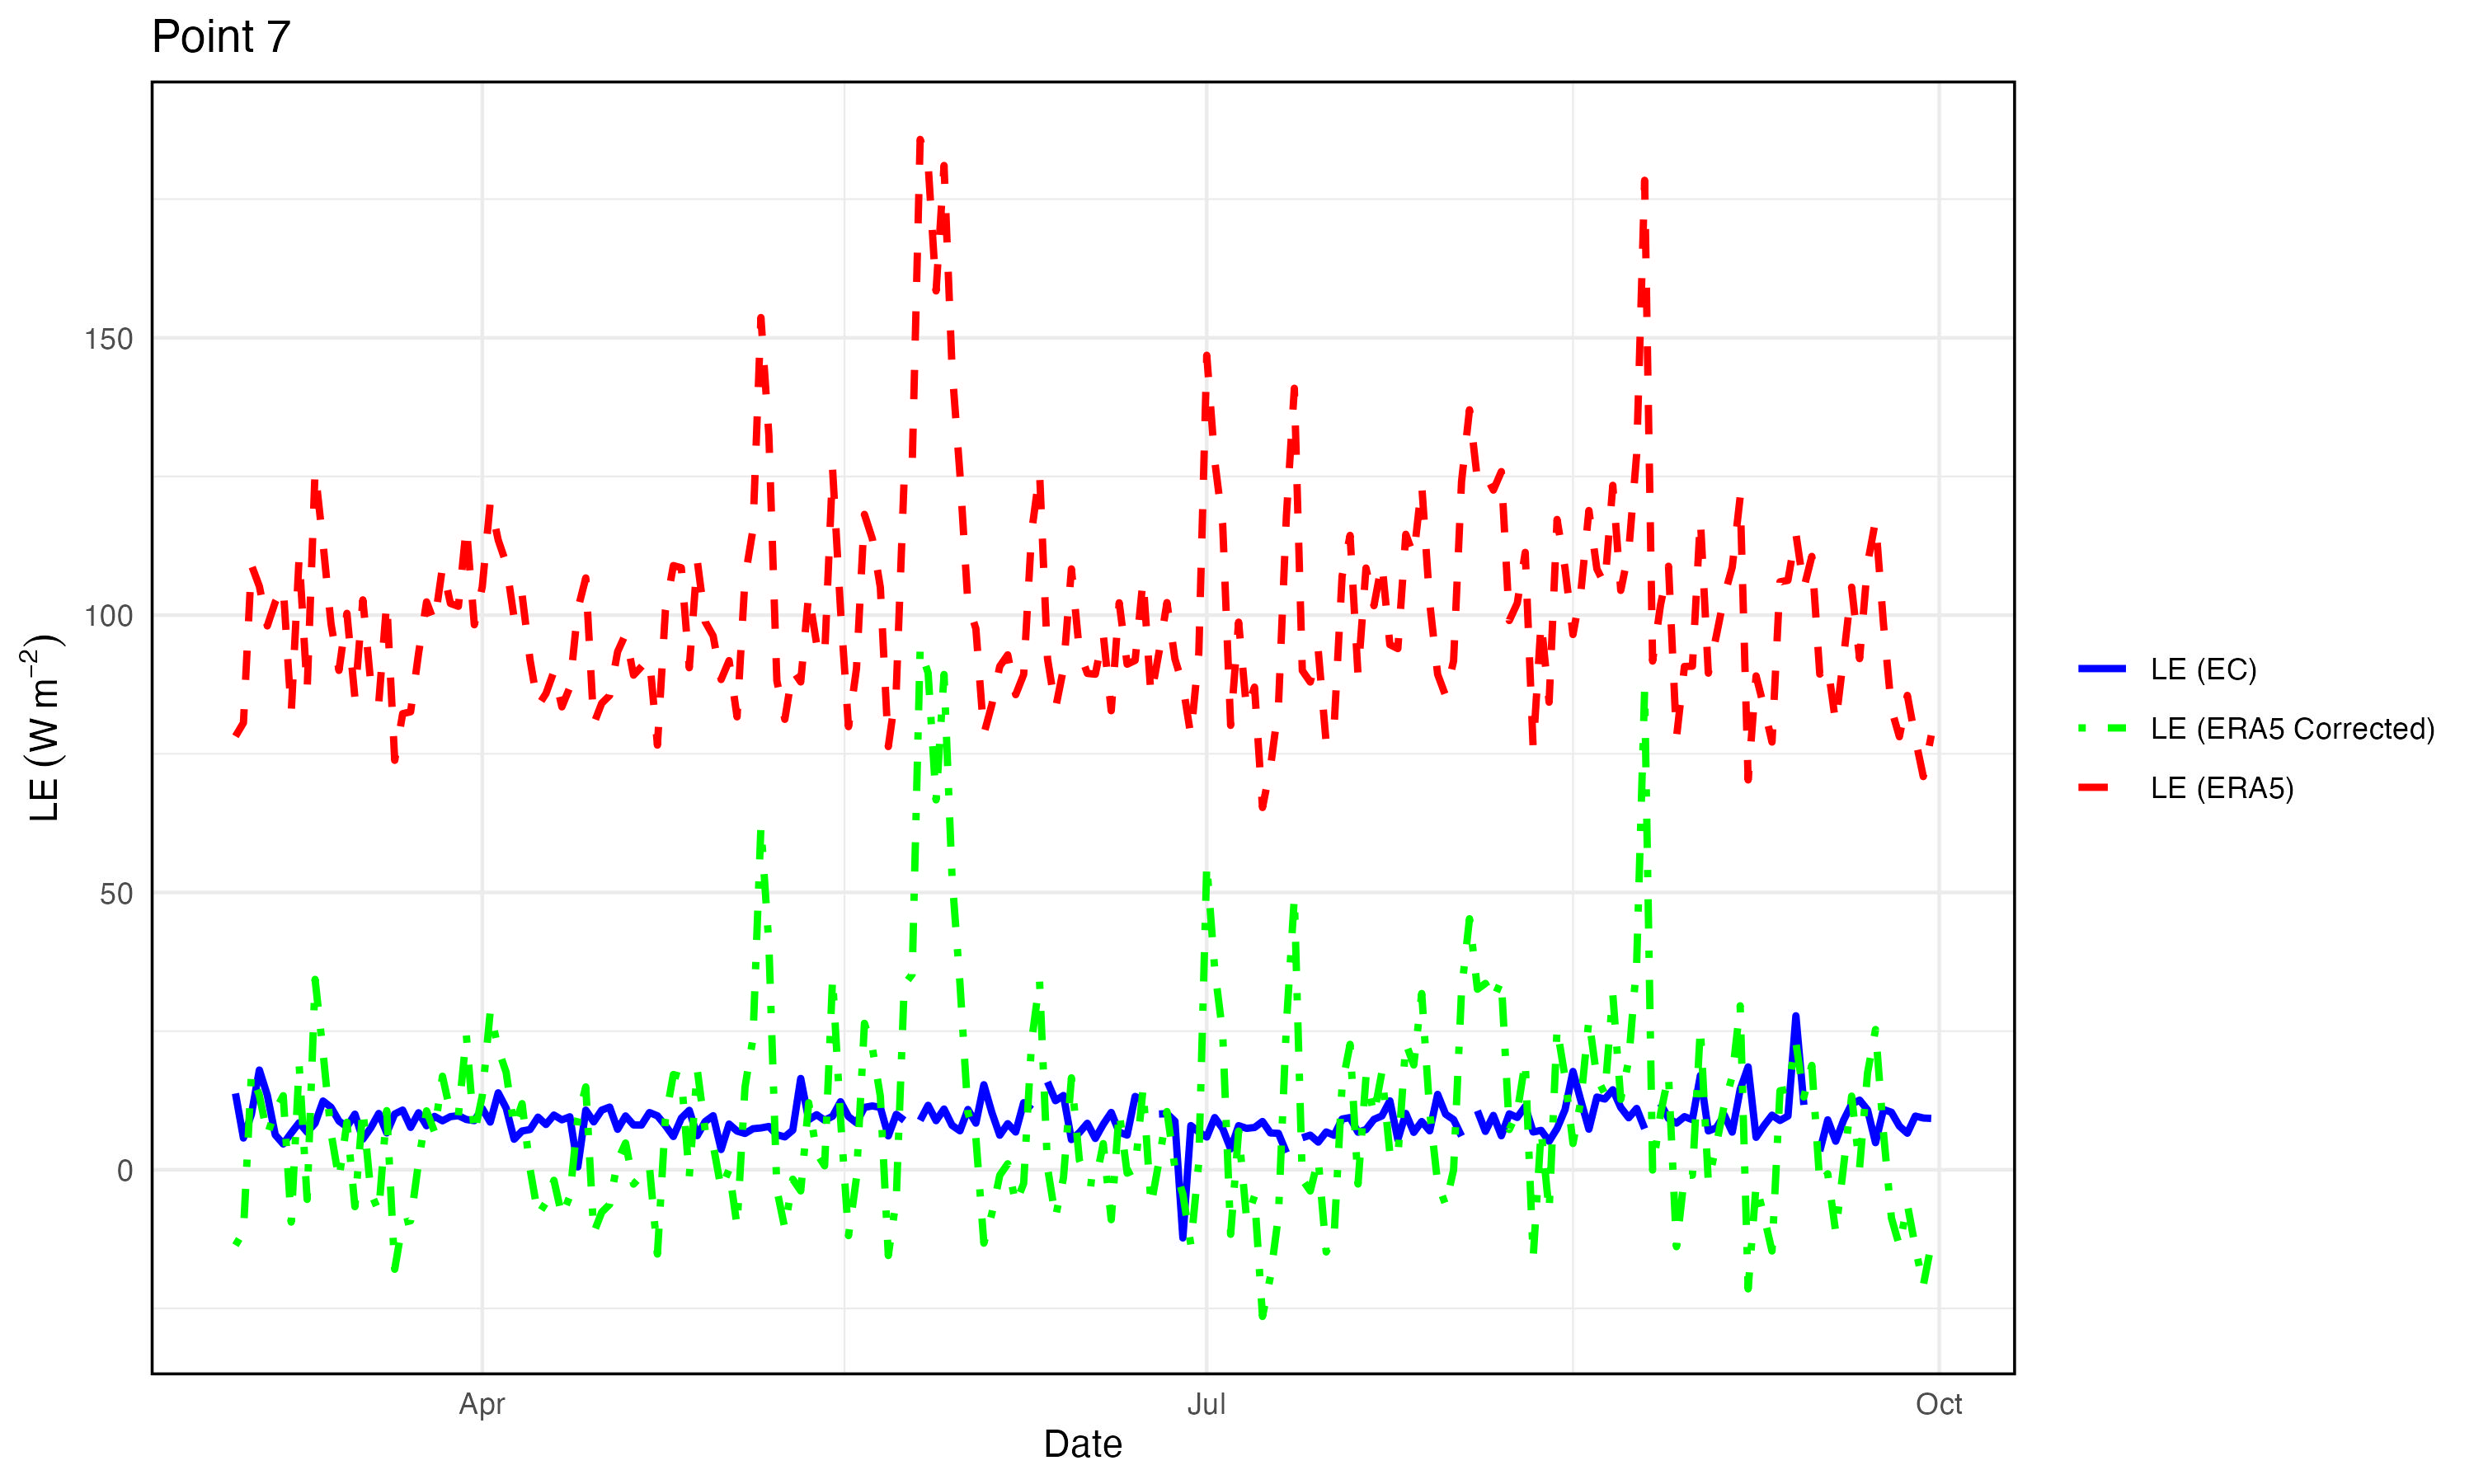 Point 7
LE (W m⁻²)
150
100
50
0
Apr
Jul
Oct
Date
LE (EC)
LE (ERA5 Corrected)
LE (ERA5)